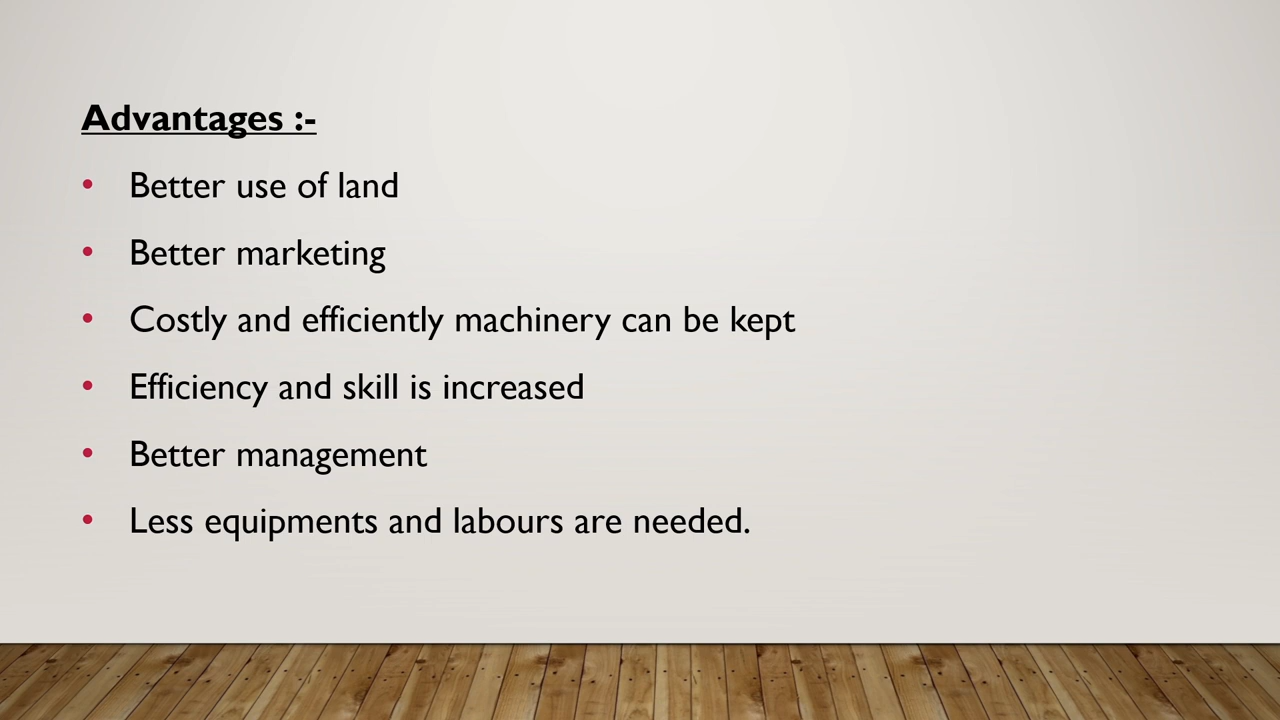 Advantages :-
• Better use of land
• Better marketing
• Costly and efficiently machinery can be kept
• Efficiency and skill is increased
• Better management
• Less equipments and labours are needed.